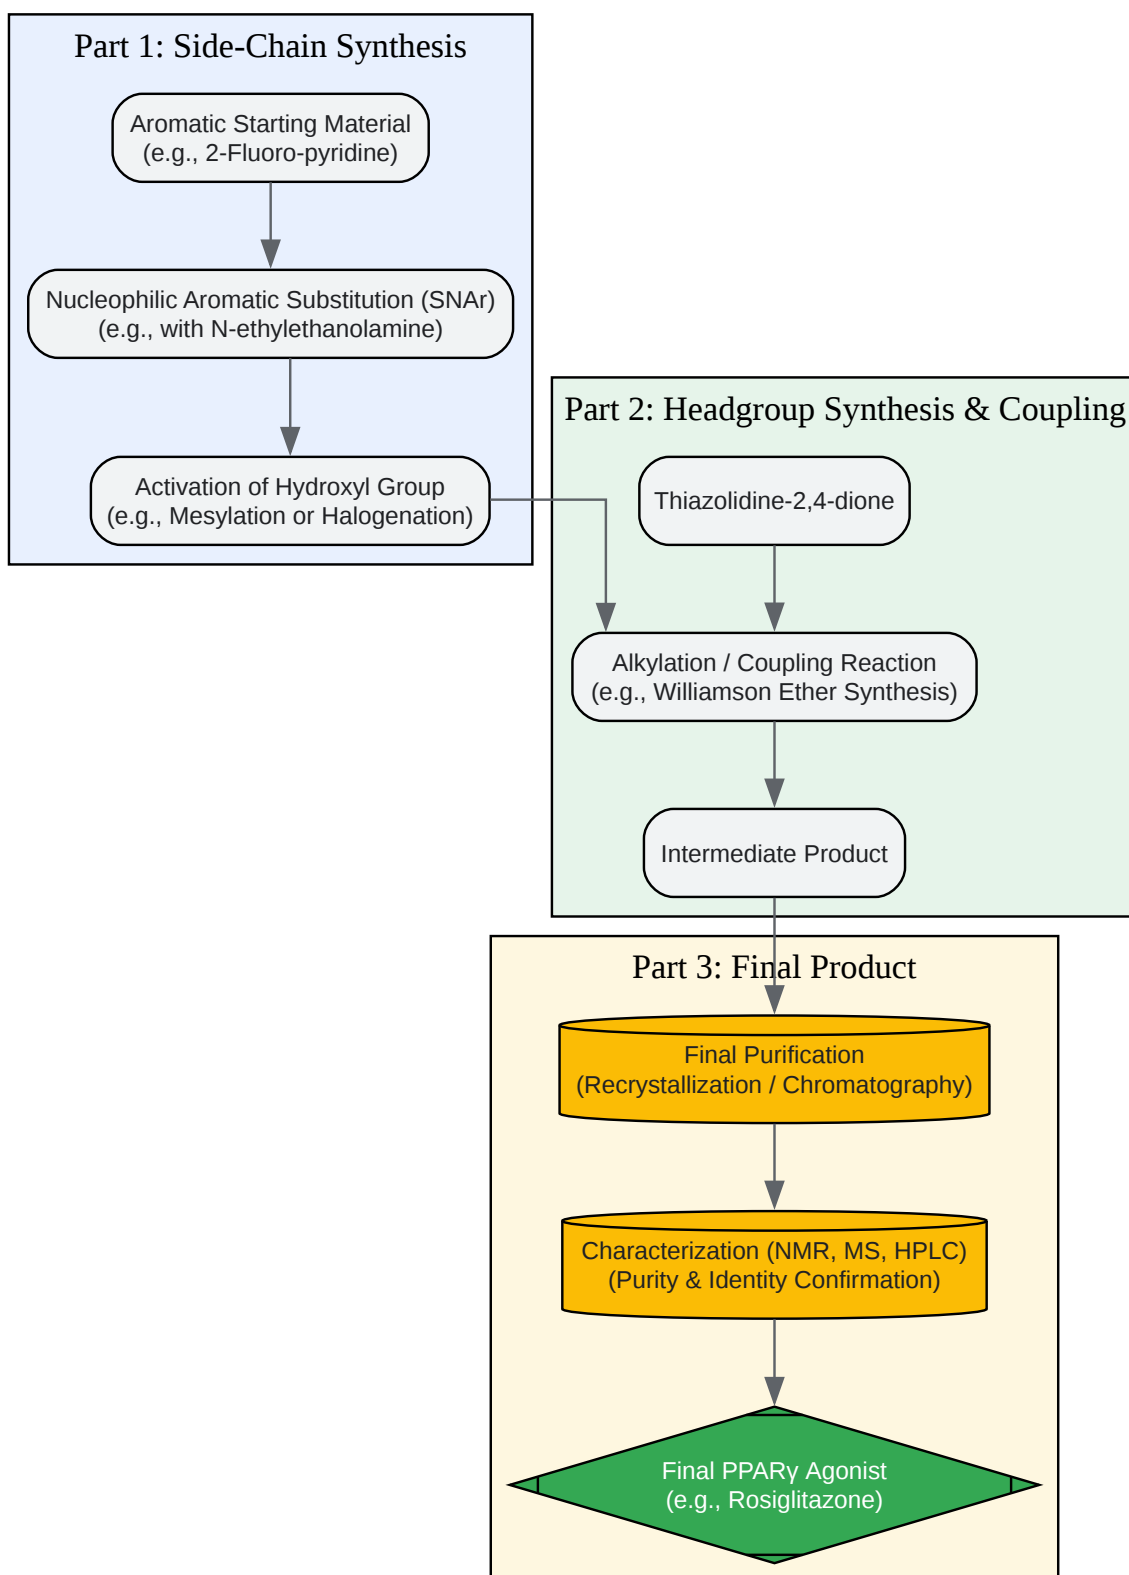 Part 1: Side-Chain Synthesis
Aromatic Starting Material
(e.g., 2-Fluoro-pyridine)
Nucleophilic Aromatic Substitution (SNAr)
(e.g., with N-ethylethanolamine)
Activation of Hydroxyl Group
(e.g., Mesylation or Halogenation)
Part 2: Headgroup Synthesis & Coupling
Thiazolidine-2,4-dione
Alkylation / Coupling Reaction
(e.g., Williamson Ether Synthesis)
Intermediate Product
Part 3: Final Product
Final Purification
(Recrystallization / Chromatography)
Characterization (NMR, MS, HPLC)
(Purity & Identity Confirmation)
Final PPARγ Agonist
(e.g., Rosiglitazone)